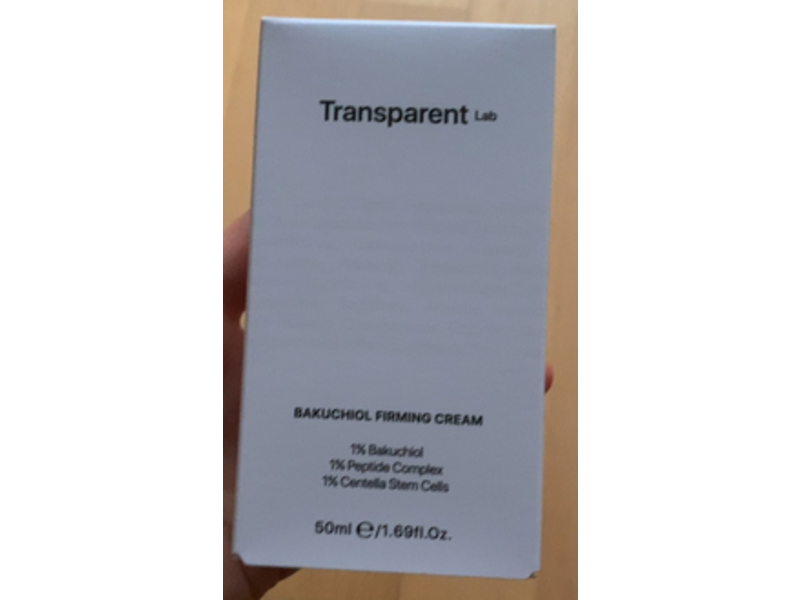 Transparent Lab
BAKUCHIOL FIRMING CREAM
1% Bakuchiol
1% Peptide Complex
1% Centella Stem Cells
50ml ℮/1.69fl.Oz.